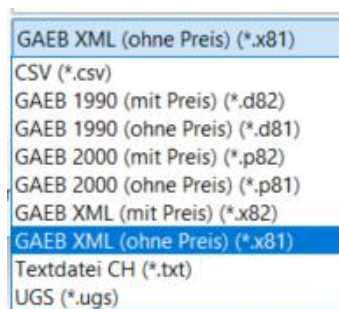 GAEB XML (ohne Preis) (*.x81)
CSV (*.csv)
GAEB 1990 (mit Preis) (*.d82)
GAEB 1990 (ohne Preis) (*.d81)
GAEB 2000 (mit Preis) (*.p82)
GAEB 2000 (ohne Preis) (*.p81)
GAEB XML (mit Preis) (*.x82)
GAEB XML (ohne Preis) (*.x81)
Textdatei CH (*.txt)
UGS (*.ugs)